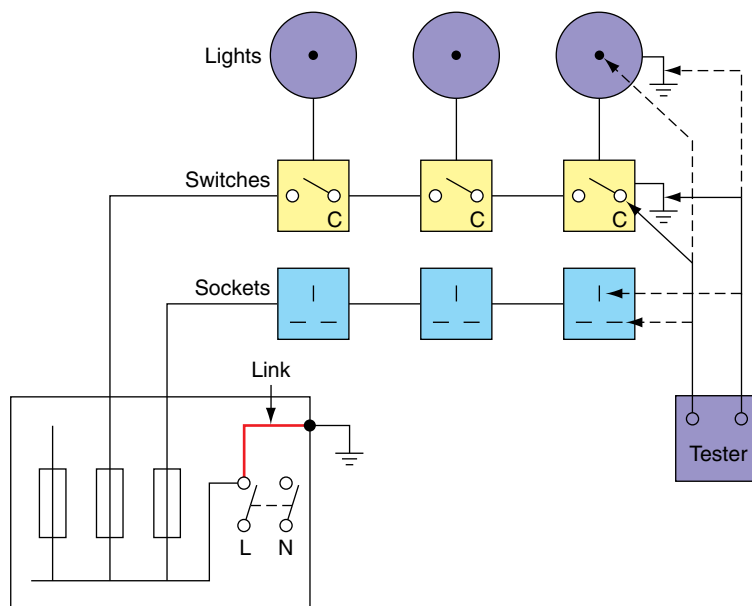 Lights
Switches
C
C
C
Sockets
Link
L N
Tester